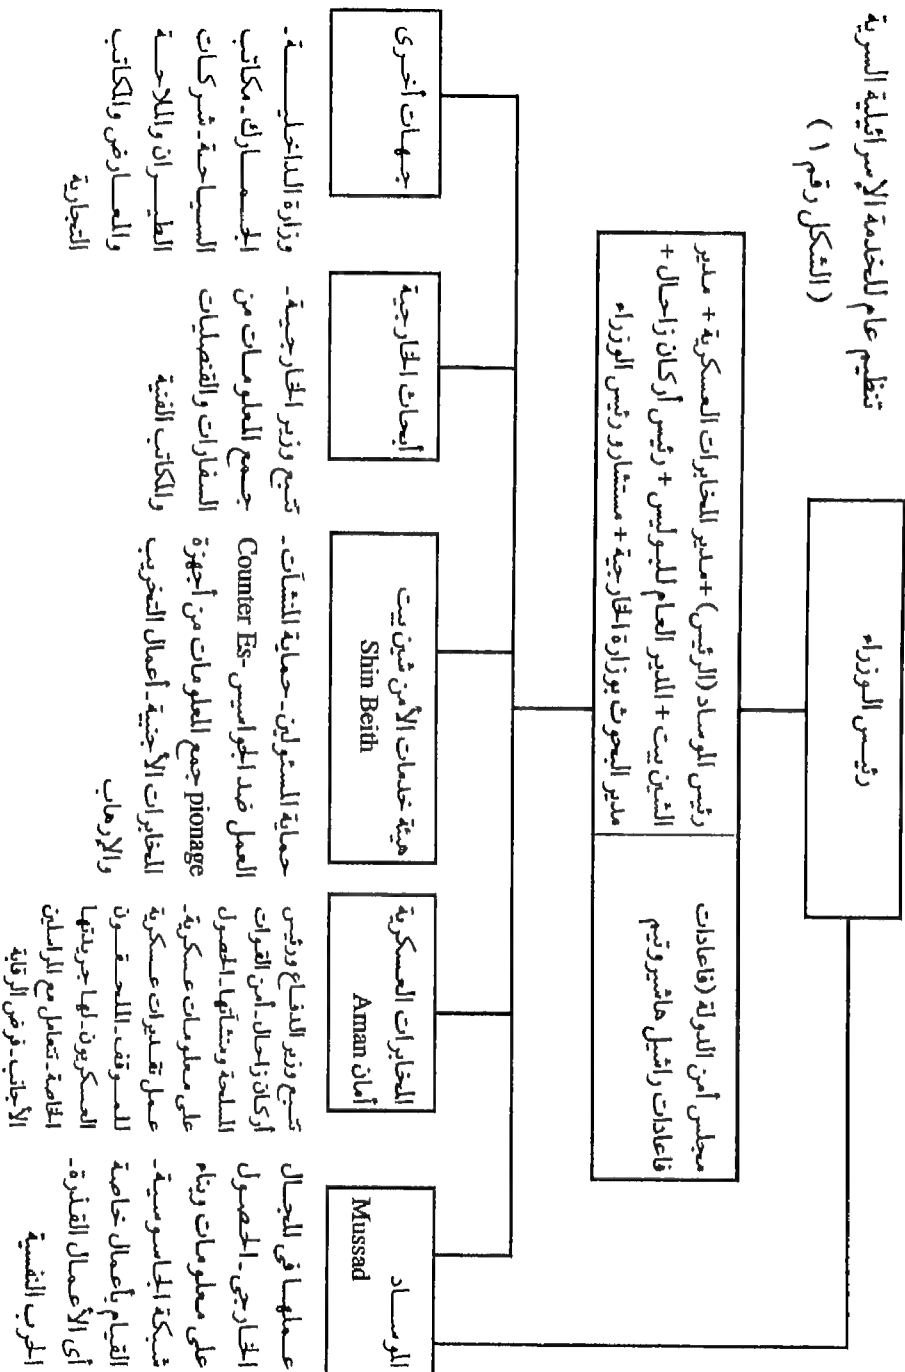 تنظيم عام للخدمة الإسرائيلية السرية
(الشكل رقم ١)
رئيس الوزراء
مجلس أمن الدولة (فاعادات
فاعادات راشيل هاشيروتيم
رئيس الموساد (الرئيس) + مدير المخابرات العسكرية + مدير
الشين بيت + المدير العام للبوليس + رئيس أركان زاحال +
مدير البحوث بوزارة الخارجية + مستشارو رئيس الوزراء
الموساد
Mussad
عملها في المجال
الخارجي - الحصول
على معلومات وبناء
شبكة الجاسوسية -
القيام بأعمال خاصة
أى الأعمال القذرة -
الحرب النفسية
المخابرات العسكرية
أمان Aman
تتبع وزير الدفاع ورئيس
أركان زاحال - أمن القوات
المسلحة ومنشآتها - الحصول
على معلومات عسكرية -
عمل تقديرات عسكرية
للموقف - الملحقون
العسكريون - لها جريدتها
الخاصة - تتعامل مع المراسلين
الأجانب - فرض الرقابة
هيئة خدمات الأمن شين بيت
Shin Beith
حماية المسئولين - حماية المنشآت -
العمل ضد الجواسيس Counter Es-
pionage جمع المعلومات من أجهزة
المخابرات الأجنبية - أعمال التخريب
والإرهاب
أبحاث الخارجية
تتبع وزير الخارجية -
جمع المعلومات من
السفارات والقنصليات
والمكاتب الفنية
جهات أخرى
وزارة الداخلية -
الجمارك - مكاتب
السياحة - شركات
الطيران والملاحة
والمعارض والمكاتب
التجارية